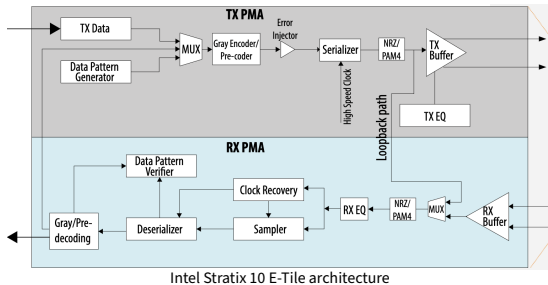 TX PMA
TX Data
Data Pattern
Generator
MUX
Gray Encoder/
Pre-coder
Error
Injector
Serializer
High Speed Clock
NRZ/
PAM4
TX
Buffer
TX EQ
Loopback path
RX PMA
Data Pattern
Verifier
Gray/Pre-
decoding
Deserializer
Clock Recovery
Sampler
RX EQ
NRZ/
PAM4
MUX
RX
Buffer
Intel Stratix 10 E-Tile architecture